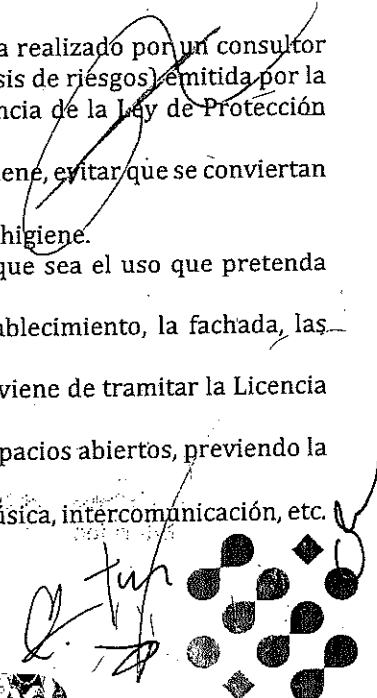 a realizado por un consultor
sis de riesgos) emitida por la
ncia de la Ley de Protección
iene, evitar que se conviertan
higiene.
que sea el uso que pretenda
ablecimiento, la fachada, las
viene de tramitar la Licencia
pacios abiertos, previendo la
úsica, intercomunicación, etc.